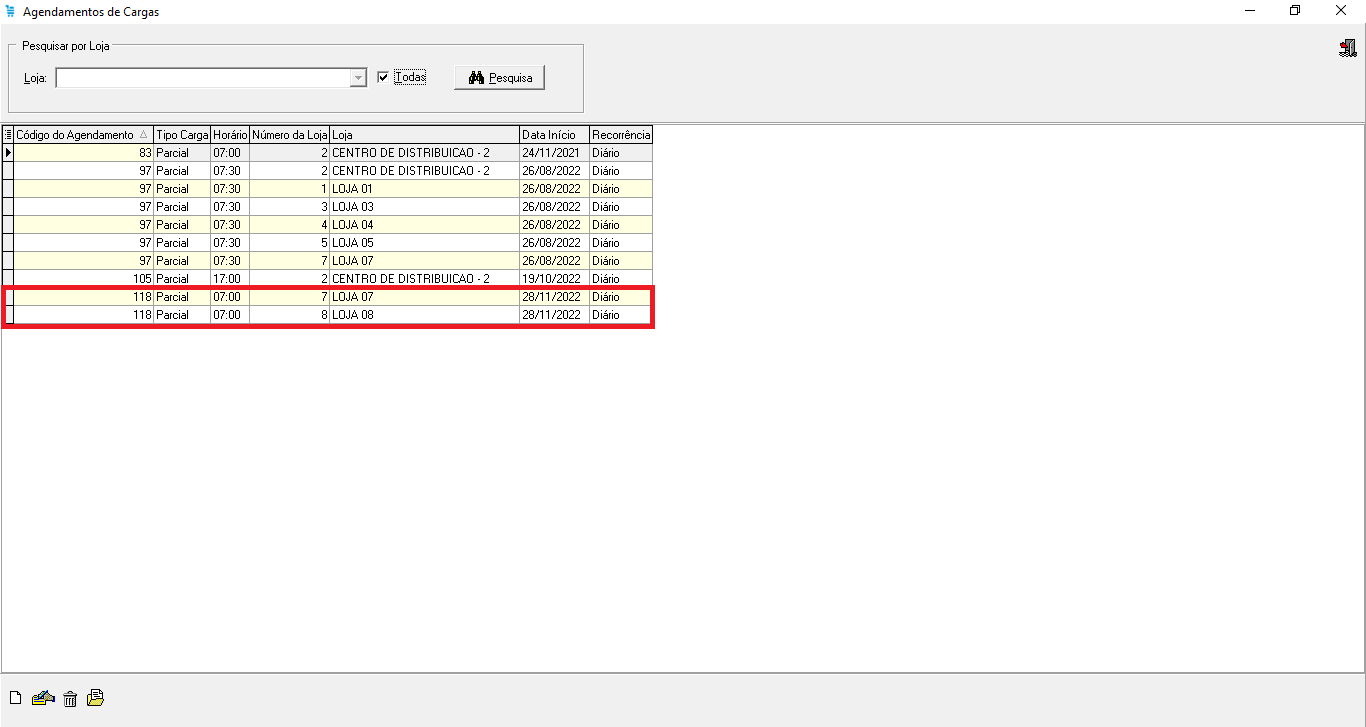 Agendamentos de Cargas
Pesquisar por Loja
Loja: Todas Pesquisa
Código do Agendamento Tipo Carga Horário Número da Loja Loja Data Início Recorrência
83 Parcial 07:00 2 CENTRO DE DISTRIBUICAO - 2 24/11/2021 Diário
97 Parcial 07:30 2 CENTRO DE DISTRIBUICAO - 2 26/08/2022 Diário
97 Parcial 07:30 1 LOJA 01 26/08/2022 Diário
97 Parcial 07:30 3 LOJA 03 26/08/2022 Diário
97 Parcial 07:30 4 LOJA 04 26/08/2022 Diário
97 Parcial 07:30 5 LOJA 05 26/08/2022 Diário
97 Parcial 07:30 7 LOJA 07 26/08/2022 Diário
105 Parcial 17:00 2 CENTRO DE DISTRIBUICAO - 2 19/10/2022 Diário
118 Parcial 07:00 7 LOJA 07 28/11/2022 Diário
118 Parcial 07:00 8 LOJA 08 28/11/2022 Diário